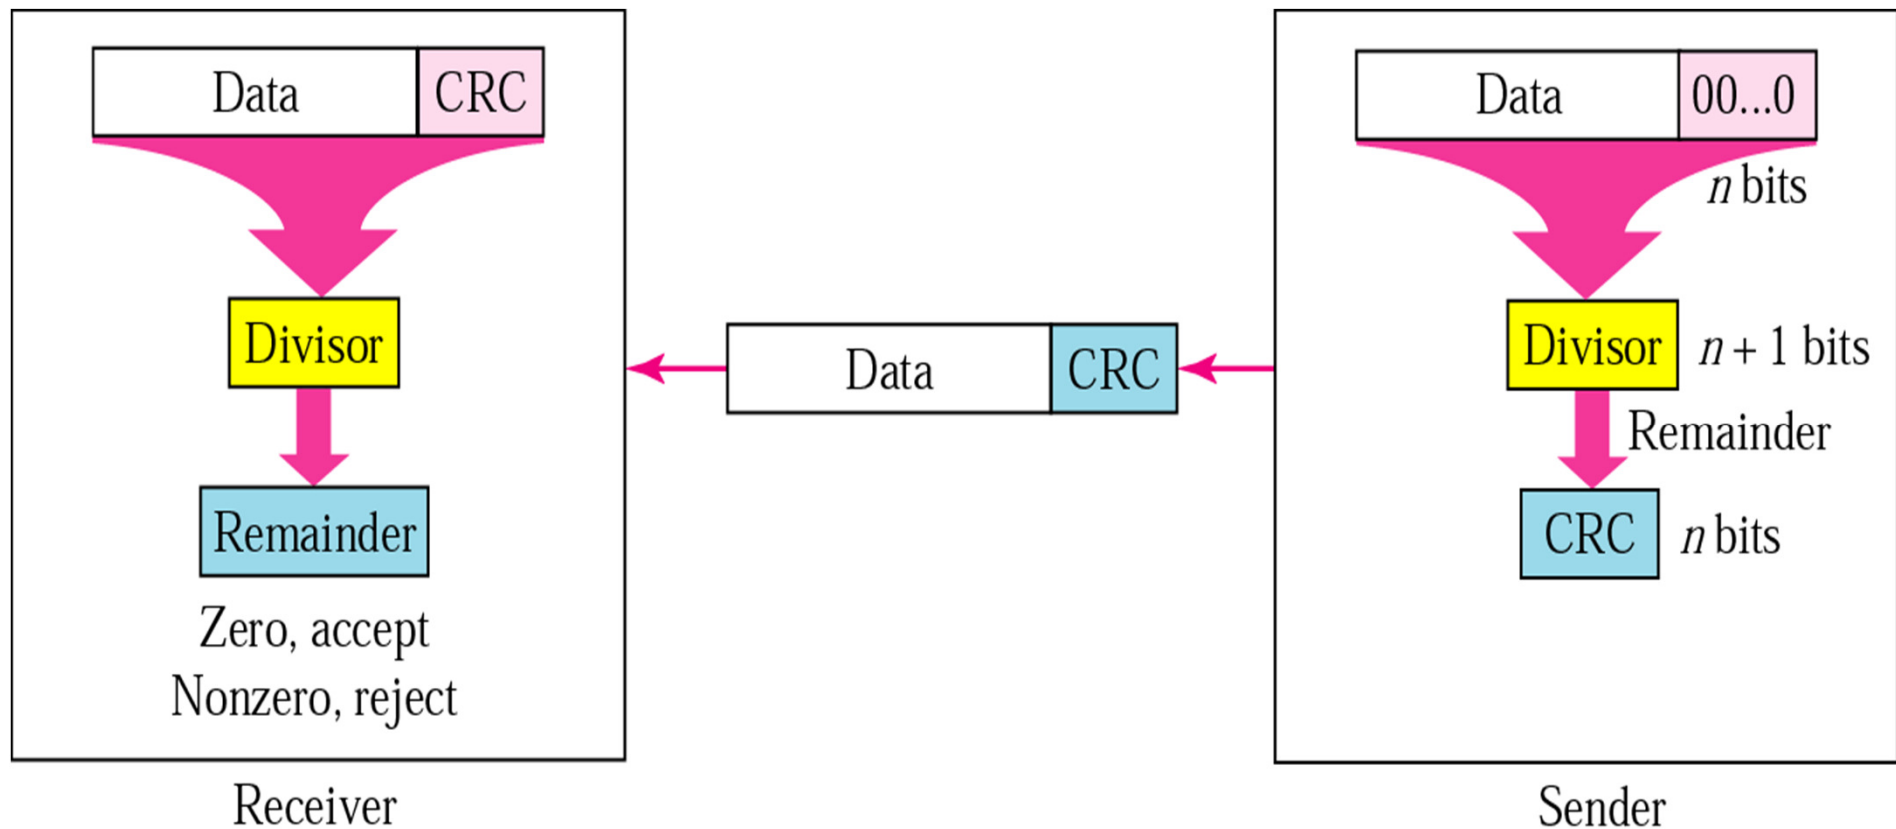 Data CRC
Divisor
Remainder
Zero, accept
Nonzero, reject
Receiver
Data CRC
Data 00...0
n bits
Divisor n + 1 bits
Remainder
CRC n bits
Sender